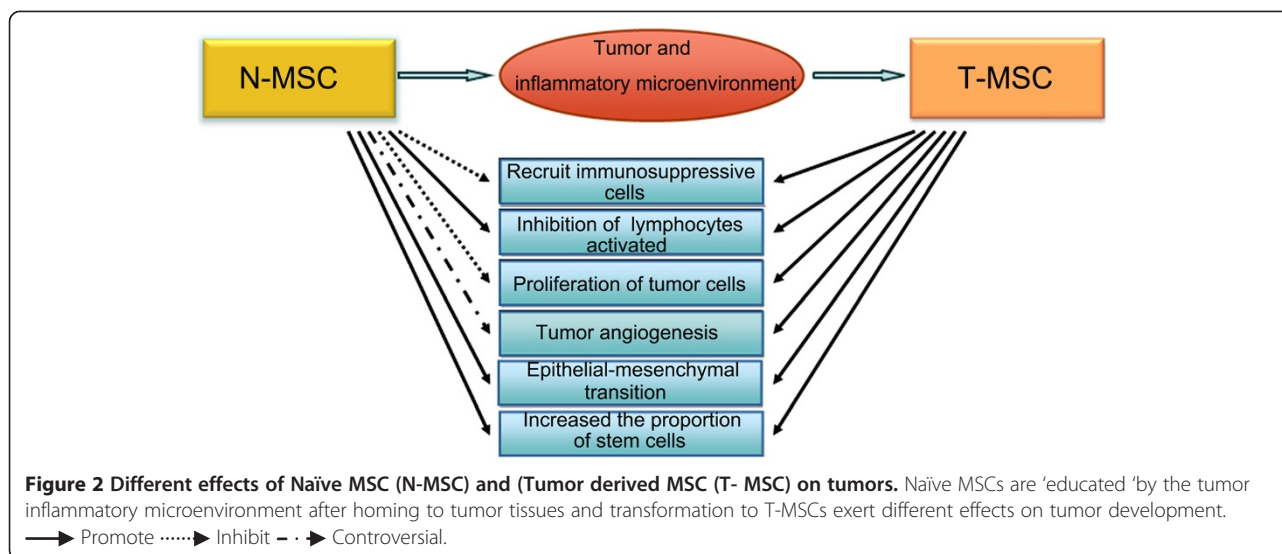 N-MSC
Tumor and
inflammatory microenvironment
T-MSC
Recruit immunosuppressive
cells
Inhibition of lymphocytes
activated
Proliferation of tumor cells
Tumor angiogenesis
Epithelial-mesenchymal
transition
Increased the proportion
of stem cells
Figure 2 Different effects of Naïve MSC (N-MSC) and (Tumor derived MSC (T- MSC) on tumors. Naïve MSCs are ‘educated ‘by the tumor
inflammatory microenvironment after homing to tumor tissues and transformation to T-MSCs exert different effects on tumor development.
Promote Inhibit Controversial.